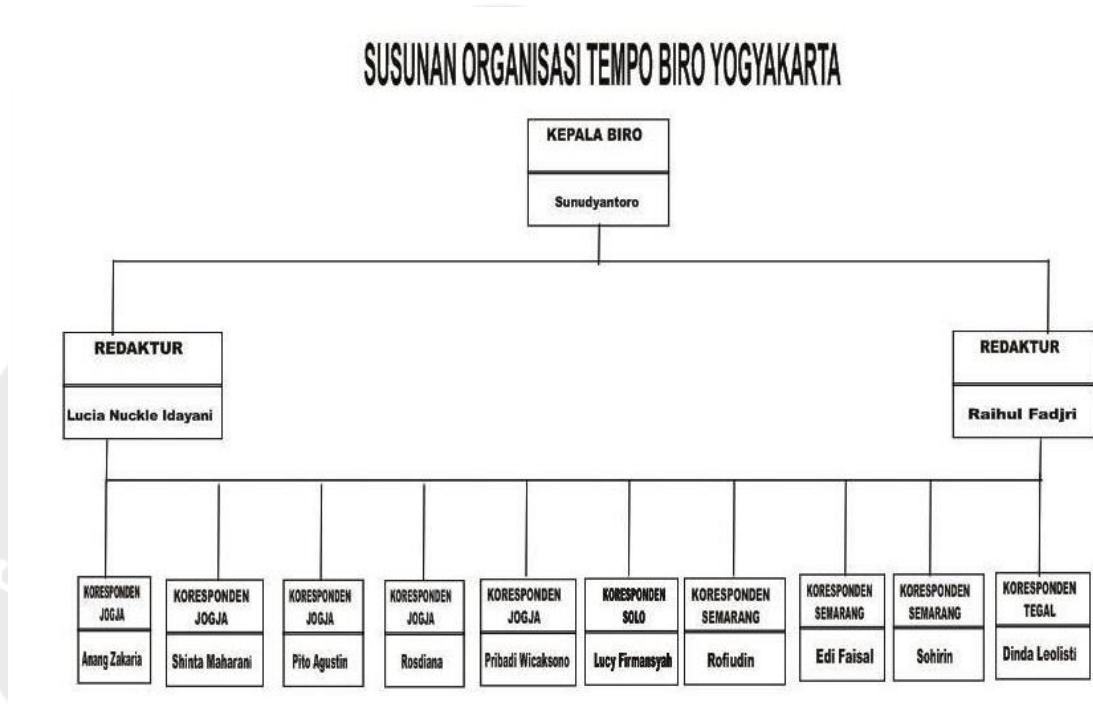 SUSUNAN ORGANISASI TEMPO BIRO YOGYAKARTA
KEPALA BIRO
Sunudyantoro
REDAKTUR
Lucia Nuckle Idayani
REDAKTUR
Raihul Fadjri
KORESPONDEN
JOGJA
Anang Zakaria
KORESPONDEN
JOGJA
Shinta Maharani
KORESPONDEN
JOGJA
Pito Agustin
KORESPONDEN
JOGJA
Rosdiana
KORESPONDEN
JOGJA
Pribadi Wicaksono
KORESPONDEN
SOLO
Lucy Firmansyah
KORESPONDEN
SEMARANG
Rofiudin
KORESPONDEN
SEMARANG
Edi Faisal
KORESPONDEN
SEMARANG
Sohirin
KORESPONDEN
TEGAL
Dinda Leolisti